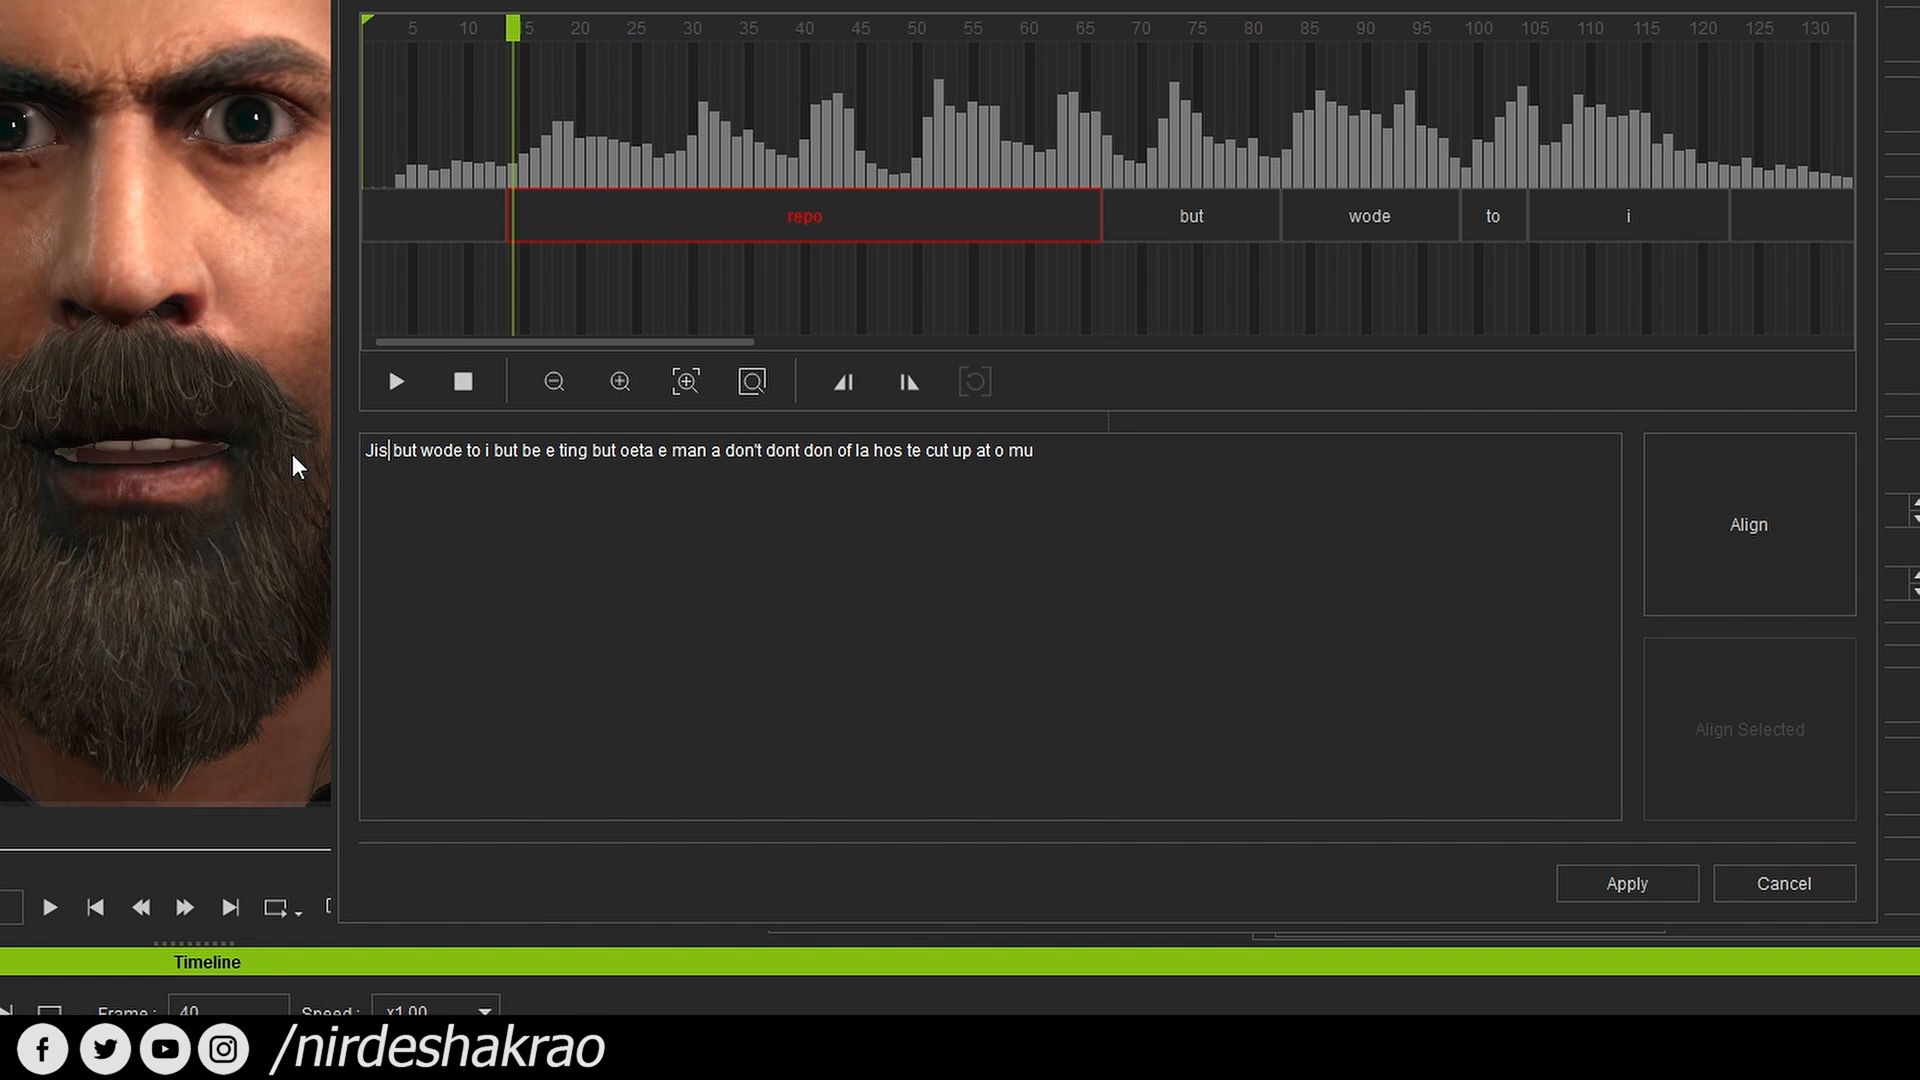 5 10 15 20 25 30 35 40 45 50 55 60 65 70 75 80 85 90 95 100 105 110 115 120 125 130
repo but wode to i
Jis but wode to i but be e ting but oeta e man a don't dont don of la hos te cut up at o mu
Align
Align Selected
Apply Cancel
Timeline
Frame : 40 Speed : x1.00
/nirdeshakrao